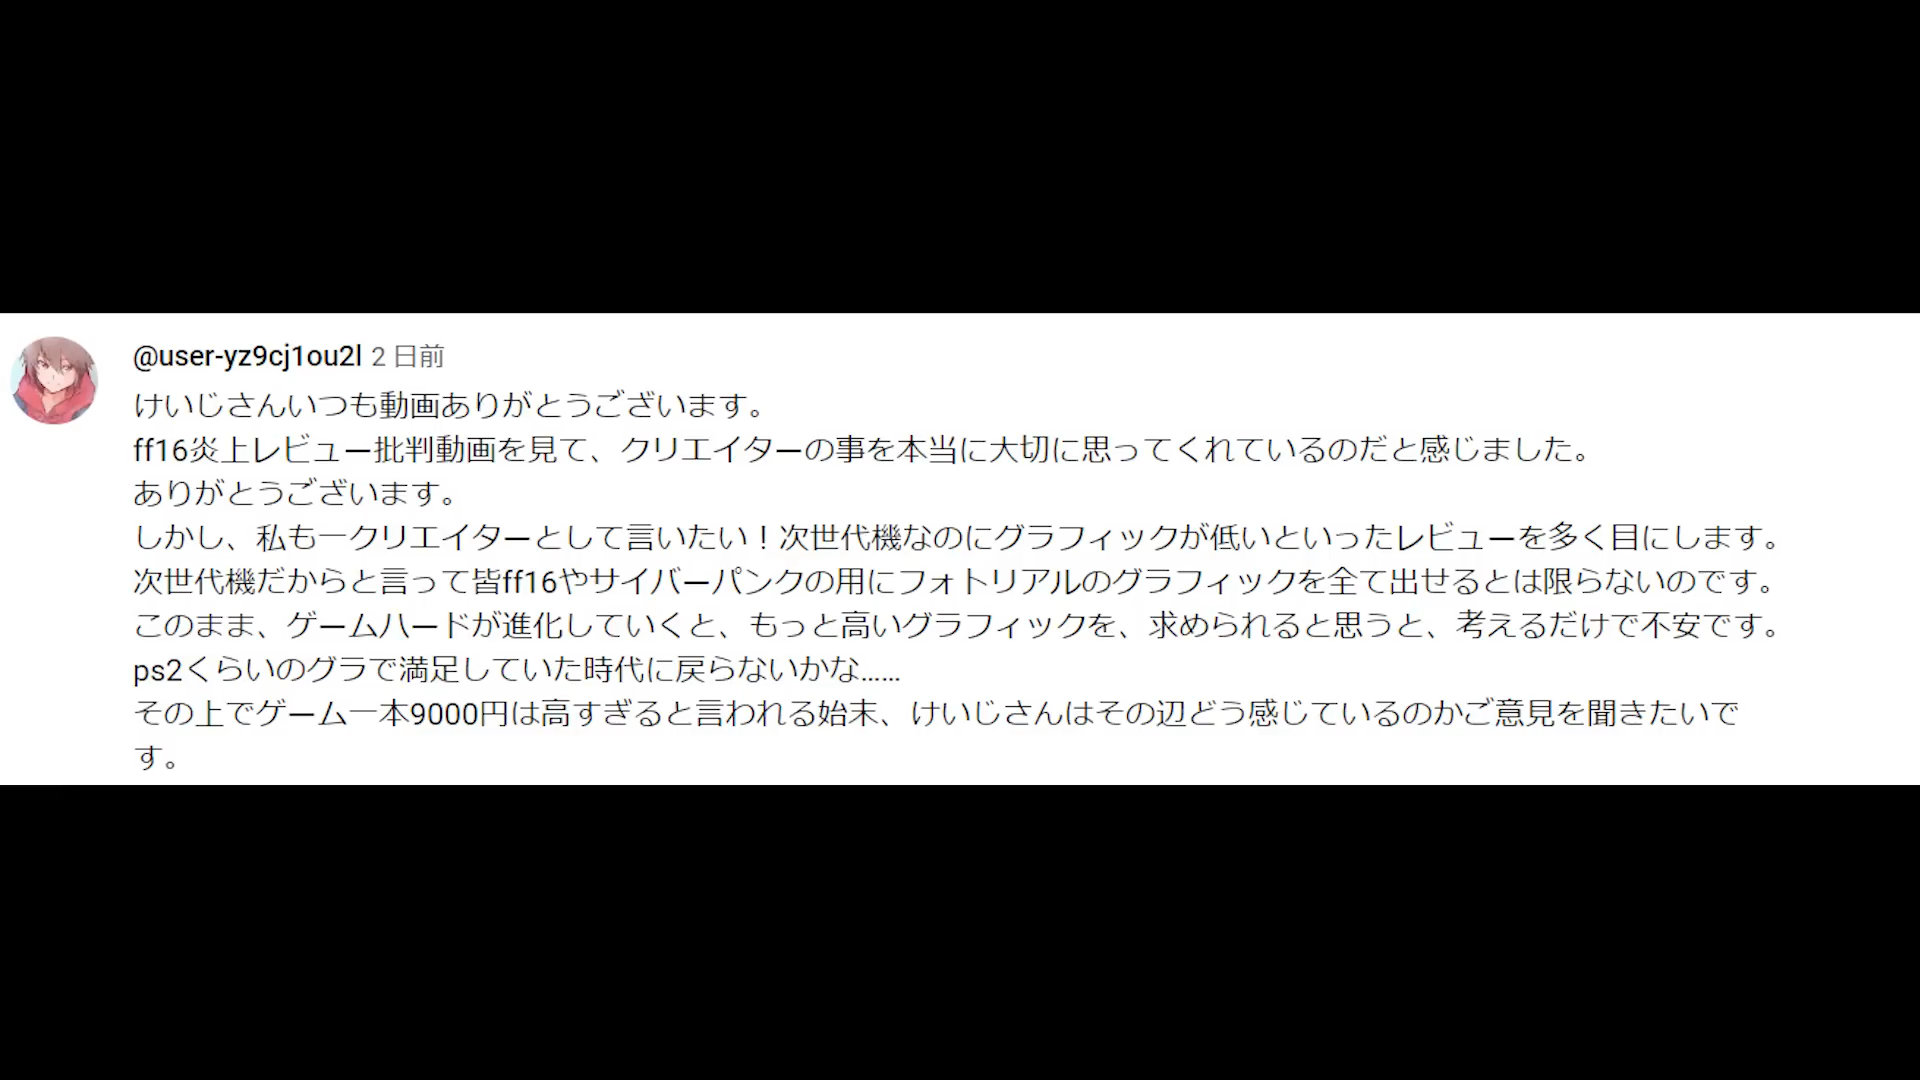 @user-yz9cj1ou2l 2 日前
けいじさんいつも動画ありがとうございます。
ff16炎上レビュー批判動画を見て、クリエイターの事を本当に大切に思ってくれているのだと感じました。
ありがとうございます。
しかし、私も一クリエイターとして言いたい！次世代機なのにグラフィックが低いといったレビューを多く目にします。
次世代機だからと言って皆ff16やサイバーパンクの用にフォトリアルのグラフィックを全て出せるとは限らないのです。
このまま、ゲームハードが進化していくと、もっと高いグラフィックを、求められると思うと、考えるだけで不安です。
ps2くらいのグラで満足していた時代に戻らないかな……
その上でゲーム一本9000円は高すぎると言われる始末、けいじさんはその辺どう感じているのかご意見を聞きたいで
す。